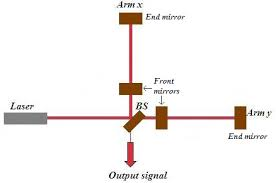 Arm x
End mirror
Front
mirrors
Laser
BS
Arm y
End mirror
Output signal